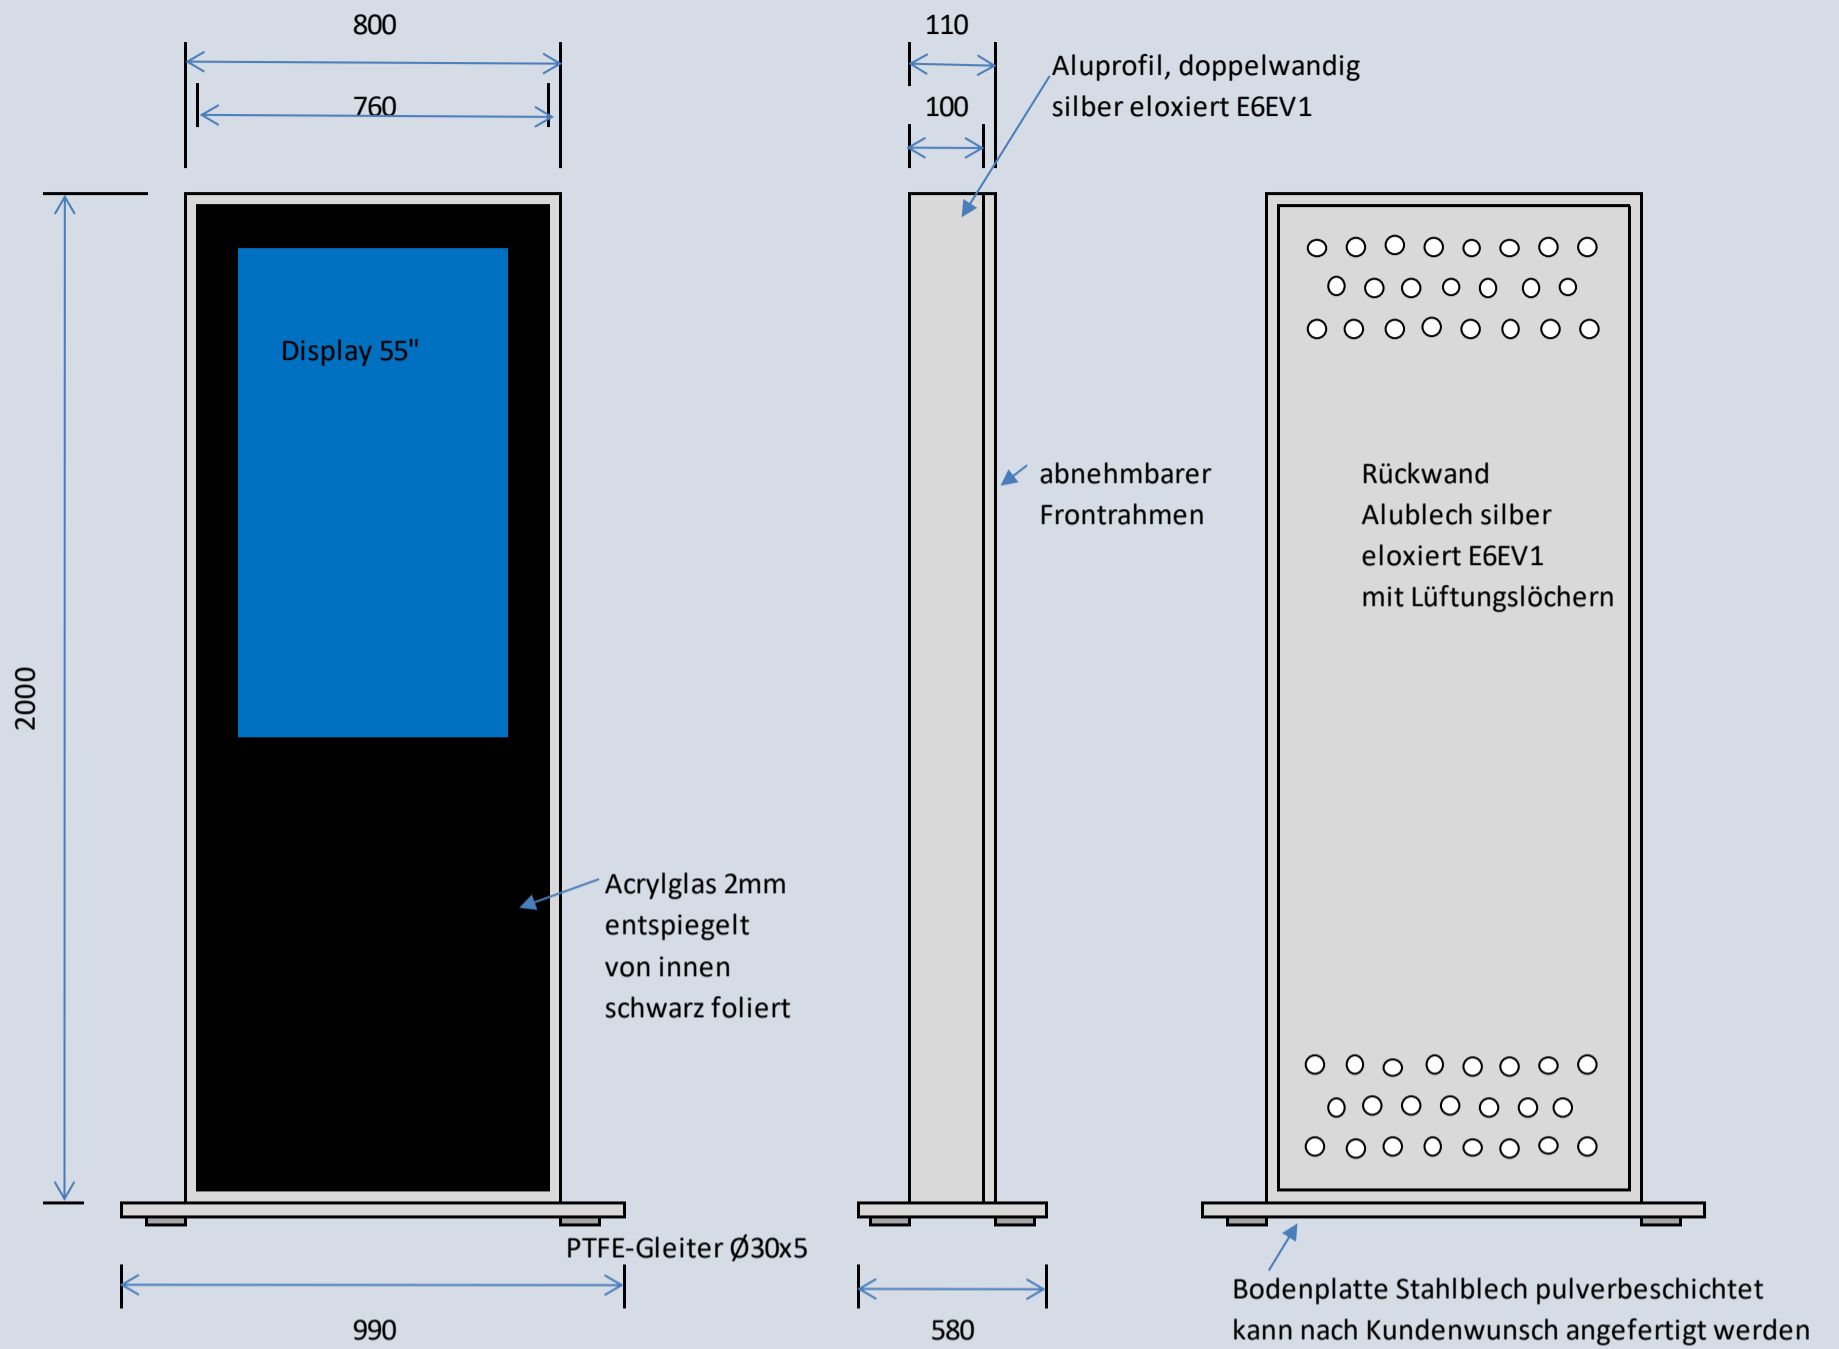 800
760
110
100
Aluprofil, doppelwandig
silber eloxiert E6EV1
Display 55"
abnehmbarer
Frontrahmen
Rückwand
Alublech silber
eloxiert E6EV1
mit Lüftungslöchern
2000
Acrylglas 2mm
entspiegelt
von innen
schwarz foliert
PTFE-Gleiter Ø30x5
990
580
Bodenplatte Stahlblech pulverbeschichtet
kann nach Kundenwunsch angefertigt werden